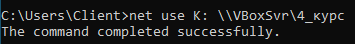 C:\Users\Client>net use K: \\VBoxSvr\4_курс
The command completed successfully.